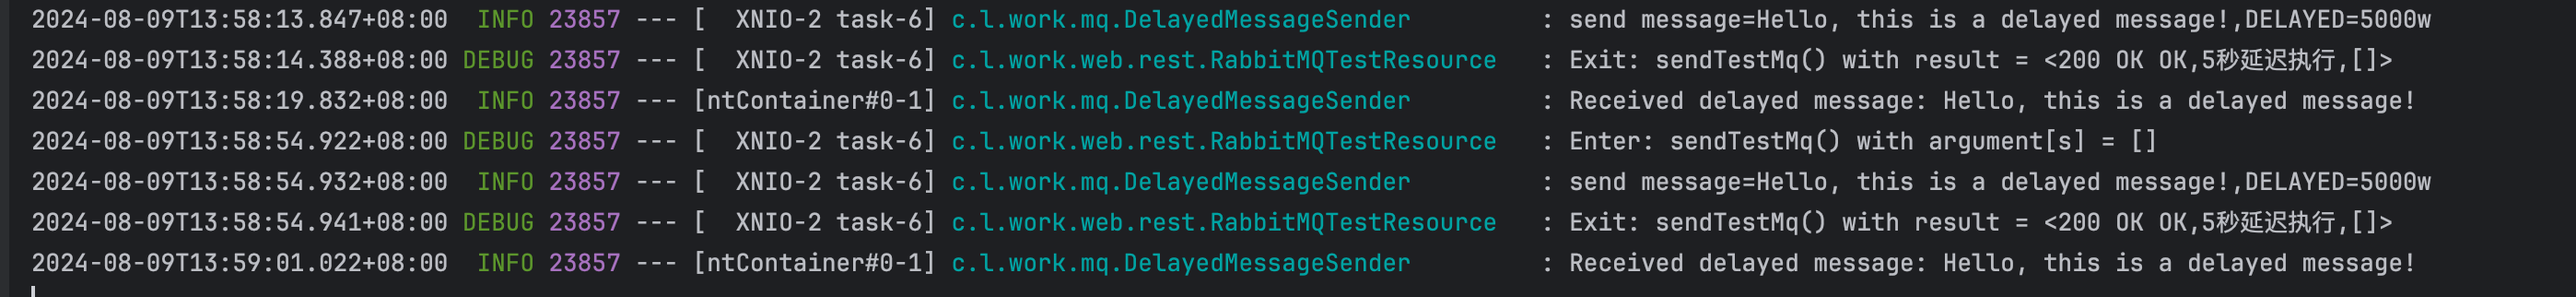 2024-08-09T13:58:13.847+08:00  INFO 23857 --- [  XNIO-2 task-6] c.l.work.mq.DelayedMessageSender         : send message=Hello, this is a delayed message!,DELAYED=5000w
2024-08-09T13:58:14.388+08:00 DEBUG 23857 --- [  XNIO-2 task-6] c.l.work.web.rest.RabbitMQTestResource   : Exit: sendTestMq() with result = <200 OK OK,5秒延迟执行,[]>
2024-08-09T13:58:19.832+08:00  INFO 23857 --- [ntContainer#0-1] c.l.work.mq.DelayedMessageSender         : Received delayed message: Hello, this is a delayed message!
2024-08-09T13:58:54.922+08:00 DEBUG 23857 --- [  XNIO-2 task-6] c.l.work.web.rest.RabbitMQTestResource   : Enter: sendTestMq() with argument[s] = []
2024-08-09T13:58:54.932+08:00  INFO 23857 --- [  XNIO-2 task-6] c.l.work.mq.DelayedMessageSender         : send message=Hello, this is a delayed message!,DELAYED=5000w
2024-08-09T13:58:54.941+08:00 DEBUG 23857 --- [  XNIO-2 task-6] c.l.work.web.rest.RabbitMQTestResource   : Exit: sendTestMq() with result = <200 OK OK,5秒延迟执行,[]>
2024-08-09T13:59:01.022+08:00  INFO 23857 --- [ntContainer#0-1] c.l.work.mq.DelayedMessageSender         : Received delayed message: Hello, this is a delayed message!